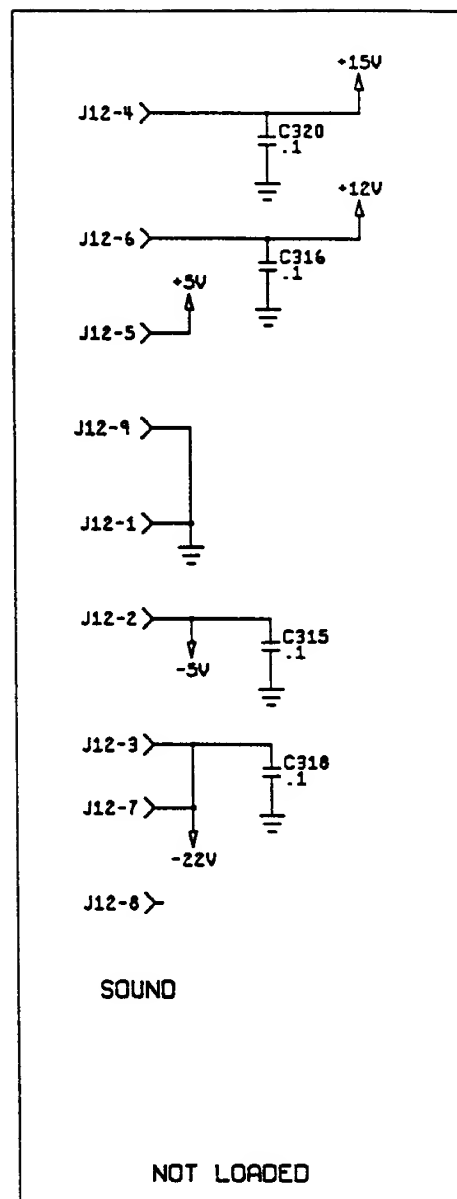 +15V
J12-4
C320
.1
+12V
J12-6
C316
.1
+5V
J12-5
J12-9
J12-1
J12-2
C315
.1
-5V
J12-3
C318
.1
J12-7
-22V
J12-8
SOUND
NOT LOADED